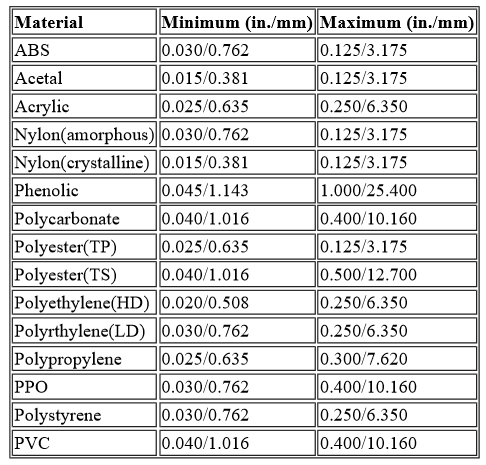 Material Minimum (in./mm) Maximum (in./mm)
ABS 0.030/0.762 0.125/3.175
Acetal 0.015/0.381 0.125/3.175
Acrylic 0.025/0.635 0.250/6.350
Nylon(amorphous) 0.030/0.762 0.125/3.175
Nylon(crystalline) 0.015/0.381 0.125/3.175
Phenolic 0.045/1.143 1.000/25.400
Polycarbonate 0.040/1.016 0.400/10.160
Polyester(TP) 0.025/0.635 0.125/3.175
Polyester(TS) 0.040/1.016 0.500/12.700
Polyethylene(HD) 0.020/0.508 0.250/6.350
Polyrthylene(LD) 0.030/0.762 0.250/6.350
Polypropylene 0.025/0.635 0.300/7.620
PPO 0.030/0.762 0.400/10.160
Polystyrene 0.030/0.762 0.250/6.350
PVC 0.040/1.016 0.400/10.160